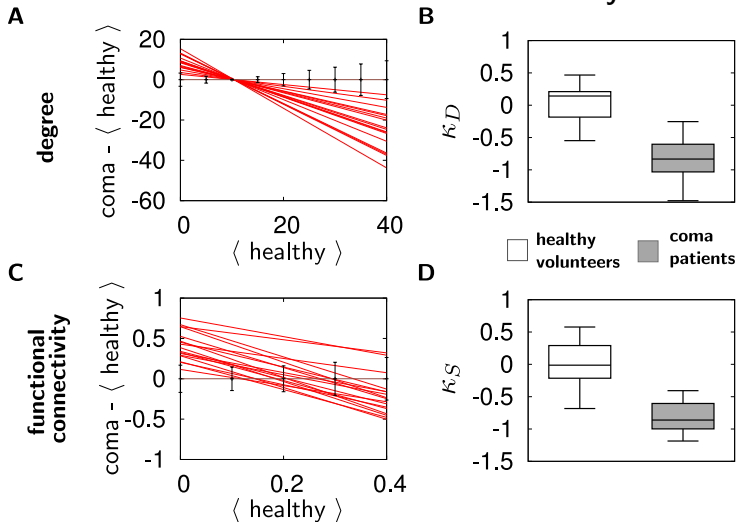 A
degree
coma - ⟨ healthy ⟩
20
0
-20
-40
-60
0
20
40
⟨ healthy ⟩
B
κD
1
0.5
0
-0.5
-1
-1.5
healthy
volunteers
coma
patients
C
functional
connectivity
coma - ⟨ healthy ⟩
1
0.5
0
-0.5
-1
0
0.2
0.4
⟨ healthy ⟩
D
κS
1
0.5
0
-0.5
-1
-1.5